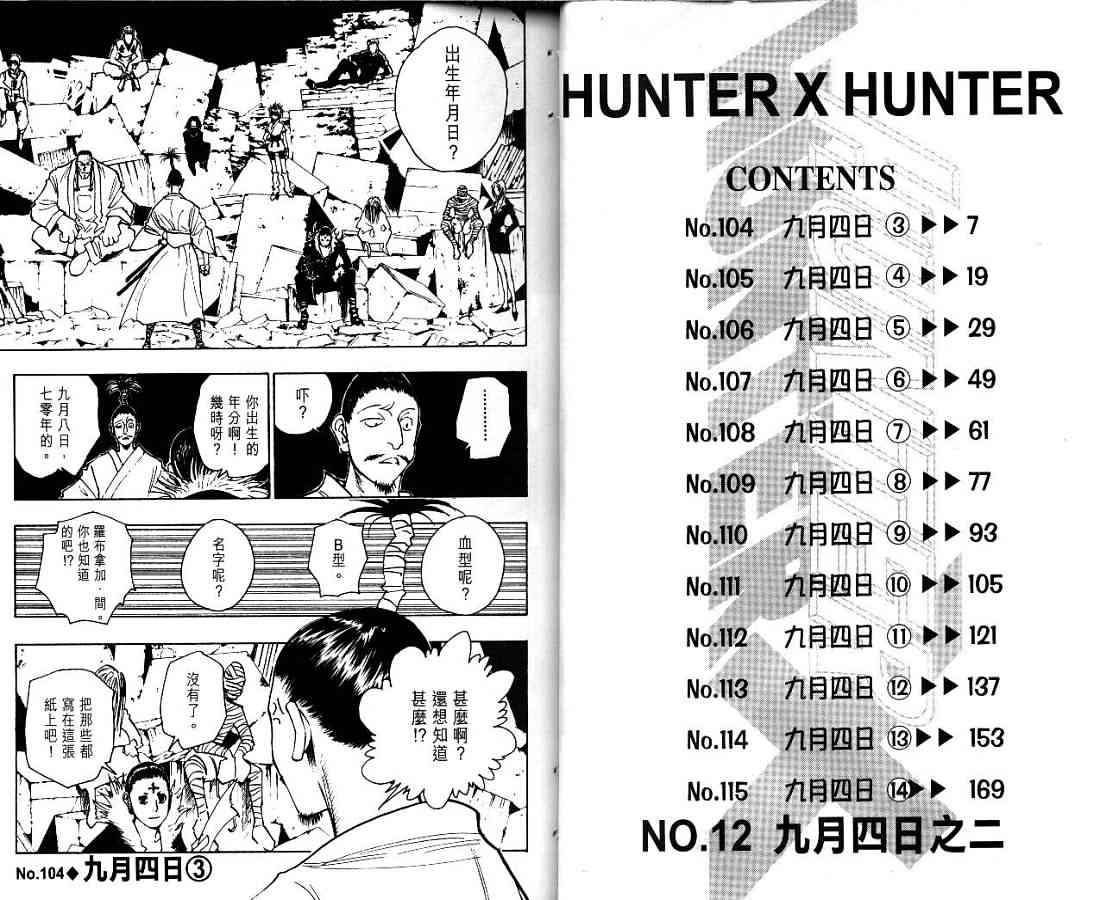 HUNTER X HUNTER
CONTENTS
No.104 九月四日 ③ ▶▶ 7
No.105 九月四日 ④ ▶▶ 19
No.106 九月四日 ⑤ ▶▶ 29
No.107 九月四日 ⑥ ▶▶ 49
No.108 九月四日 ⑦ ▶▶ 61
No.109 九月四日 ⑧ ▶▶ 77
No.110 九月四日 ⑨ ▶▶ 93
No.111 九月四日 ⑩ ▶▶ 105
No.112 九月四日 ⑪ ▶▶ 121
No.113 九月四日 ⑫ ▶▶ 137
No.114 九月四日 ⑬ ▶▶ 153
No.115 九月四日 ⑭ ▶▶ 169
NO.12 九月四日之二
出生年月日？
………
吓？
你出生的
年分啊！
幾時呀？
九月八日，
七零年的。
血型呢？
B型。
名字呢？
羅布拿加．間。
你也知道
的吧!?
甚麼啊？
還想知道
甚麼!?
沒有了。
把那些都
寫在這張
紙上吧！
No.104◆九月四日③